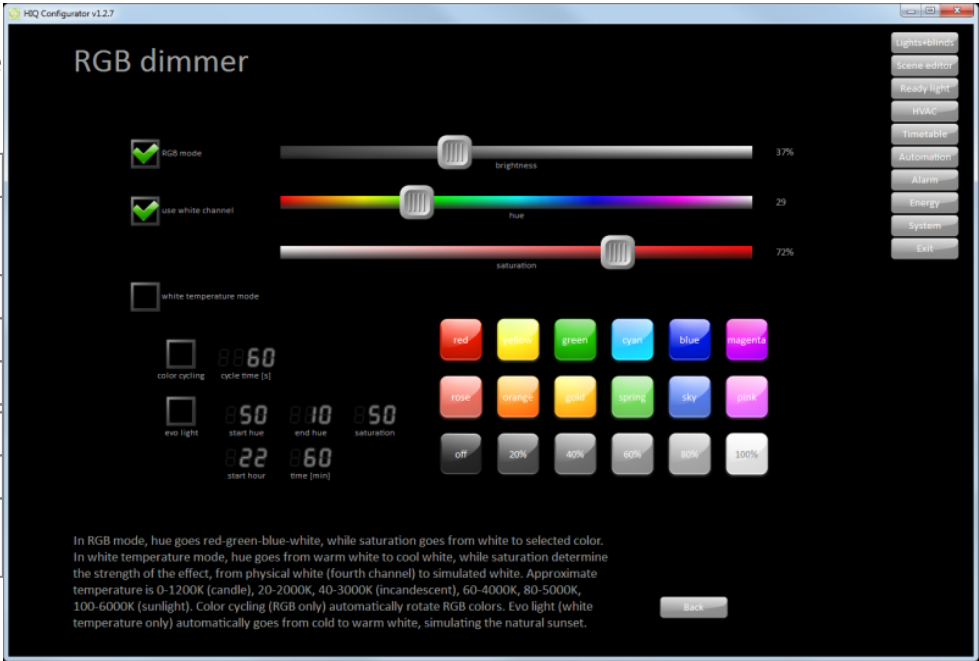 HIQ Configurator v1.2.7
RGB dimmer
Lights+blinds
Scene editor
Ready light
HVAC
Timetable
Automation
Alarm
Energy
System
Exit
RGB mode
brightness
37%
use white channel
hue
29
saturation
72%
white temperature mode
color cycling
60
cycle time [s]
evo light
50
start hue
10
end hue
50
saturation
22
start hour
60
time [min]
red yellow green cyan blue magenta
rose orange gold spring sky pink
off 20% 40% 60% 80% 100%
In RGB mode, hue goes red-green-blue-white, while saturation goes from white to selected color.
In white temperature mode, hue goes from warm white to cool white, while saturation determine
the strength of the effect, from physical white (fourth channel) to simulated white. Approximate
temperature is 0-1200K (candle), 20-2000K, 40-3000K (incandescent), 60-4000K, 80-5000K,
100-6000K (sunlight). Color cycling (RGB only) automatically rotate RGB colors. Evo light (white
temperature only) automatically goes from cold to warm white, simulating the natural sunset.
Back